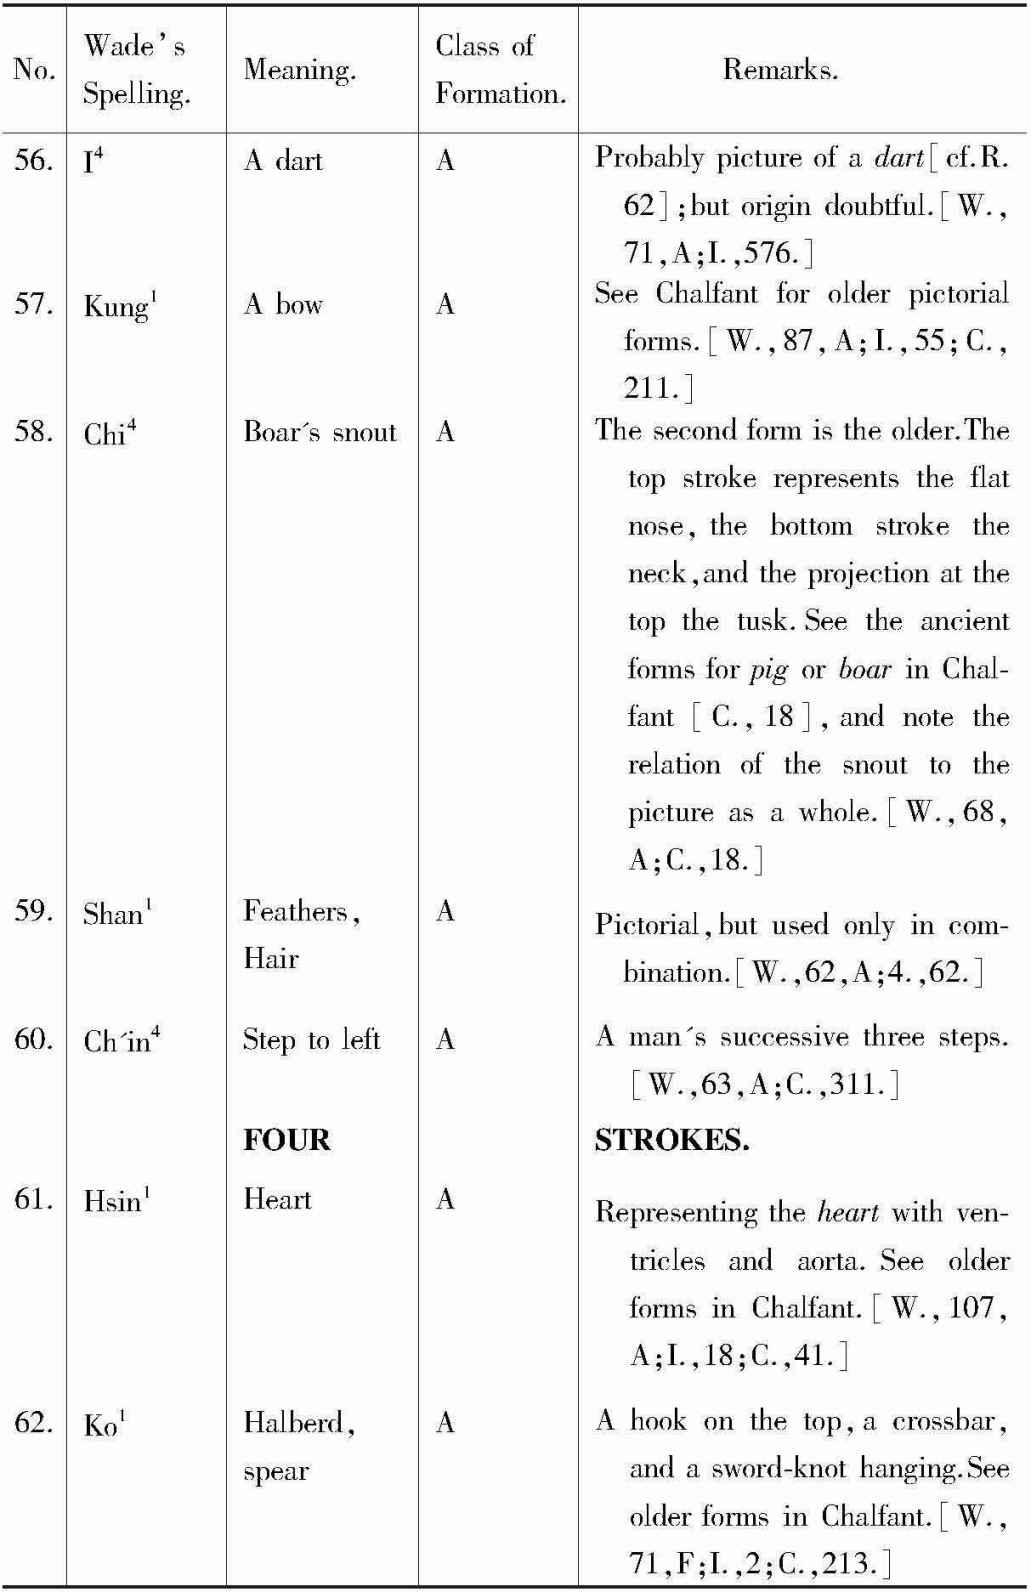 No. Wade's Spelling. Meaning. Class of Formation. Remarks.
56. I⁴ A dart A Probably picture of a dart[cf.R.
62];but origin doubtful.[W.,
71,A;I.,576.]
57. Kung¹ A bow A See Chalfant for older pictorial
forms.[W.,87,A;I.,55;C.,
211.]
58. Chi⁴ Boar´s snout A The second form is the older.The
top stroke represents the flat
nose, the bottom stroke the
neck,and the projection at the
top the tusk. See the ancient
forms for pig or boar in Chal-
fant [C., 18], and note the
relation of the snout to the
picture as a whole.[W.,68,
A;C.,18.]
59. Shan¹ Feathers, A Pictorial,but used only in com-
Hair bination.[W.,62,A;4.,62.]
60. Ch´in⁴ Step to left A A man´s successive three steps.
[W.,63,A;C.,311.]
FOUR STROKES.
61. Hsin¹ Heart A Representing the heart with ven-
tricles and aorta. See older
forms in Chalfant.[W.,107,
A;I.,18;C.,41.]
62. Ko¹ Halberd, A A hook on the top,a crossbar,
spear and a sword-knot hanging.See
older forms in Chalfant.[W.,
71,F;I.,2;C.,213.]